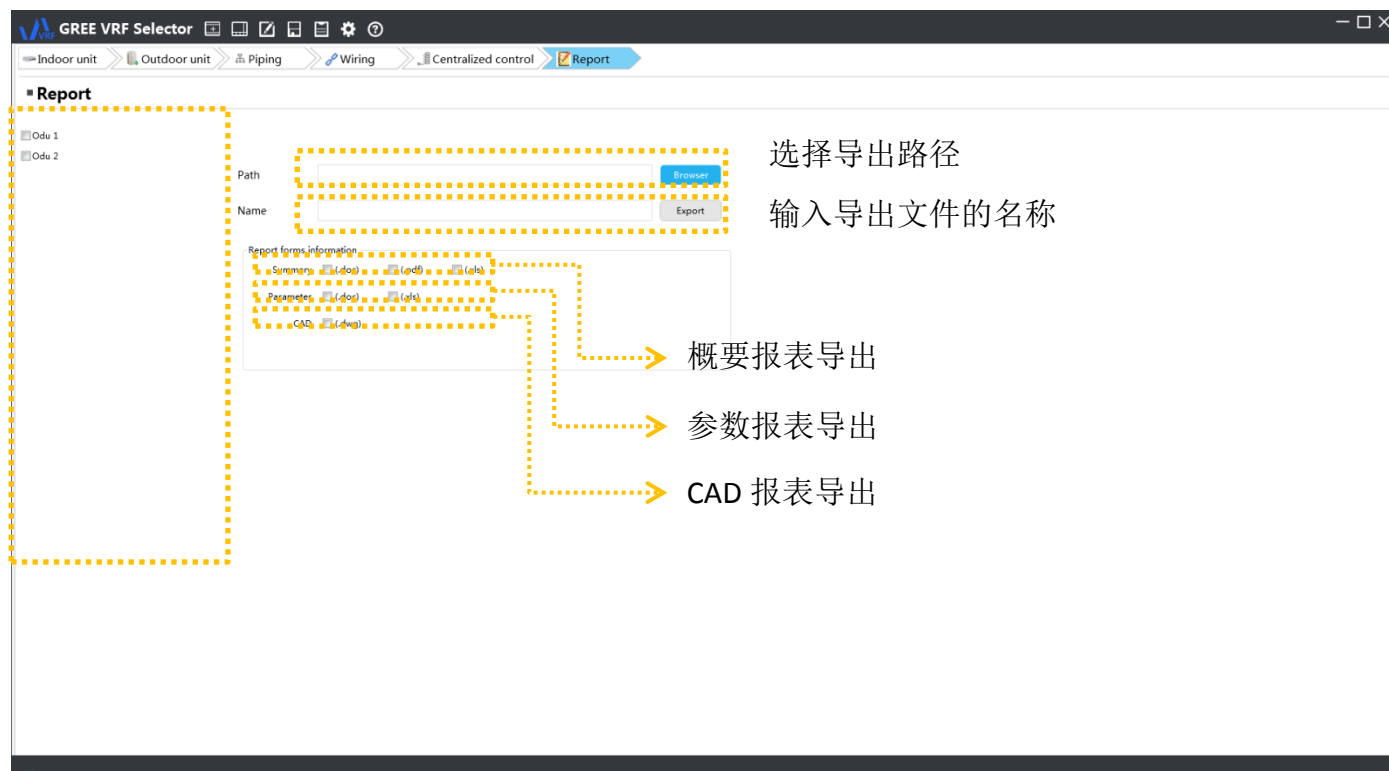 VRF GREE VRF Selector
Indoor unit Outdoor unit Piping Wiring Centralized control Report
Report
Odu 1
Odu 2
Path Browser
选择导出路径
Name Export
输入导出文件的名称
Report forms information
Summary (.doc) (.pdf) (.xls)
Parameter (.doc) (.xls)
CAD (.dwg)
概要报表导出
参数报表导出
CAD 报表导出